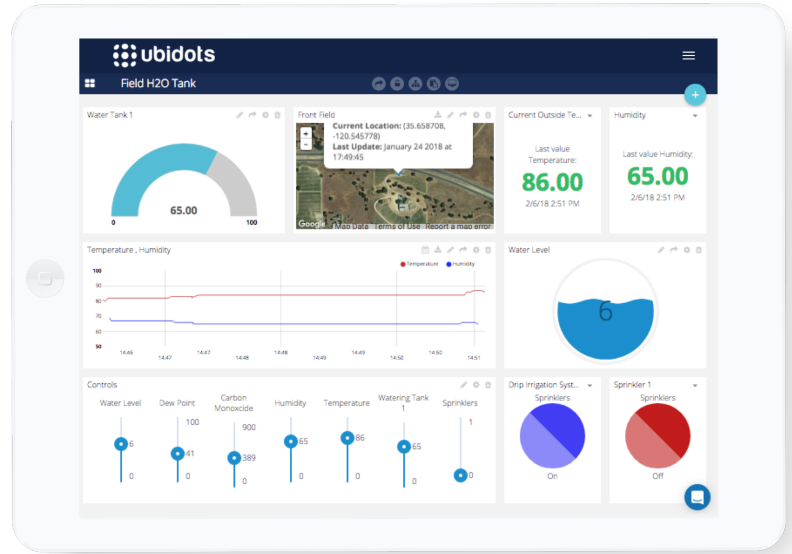 ubidots
Field H2O Tank
Water Tank 1
65.00
0
100
Front Field
Current Location: (35.658708,
-120.545778)
Last Update: January 24 2018 at
17:49:45
+
-
Google
Map Data
Terms of Use
Report a map error
Current Outside Te...
Last value
Temperature:
86.00
2/6/18 2:51 PM
Humidity
Last value Humidity:
65.00
2/6/18 2:51 PM
+
Temperature , Humidity
Temperature
Humidity
100
90
80
70
60
50
14:46
14:47
14:47
14:48
14:48
14:49
14:49
14:50
14:50
14:51
Water Level
6
Controls
Water Level
6
0
Dew Point
100
41
0
Carbon
Monoxcide
900
389
0
Humidity
65
0
Temperature
86
0
Watering Tank
1
65
0
Sprinklers
1
0
Drip Irrigation Syst...
Sprinklers
On
Sprinkler 1
Sprinklers
Off